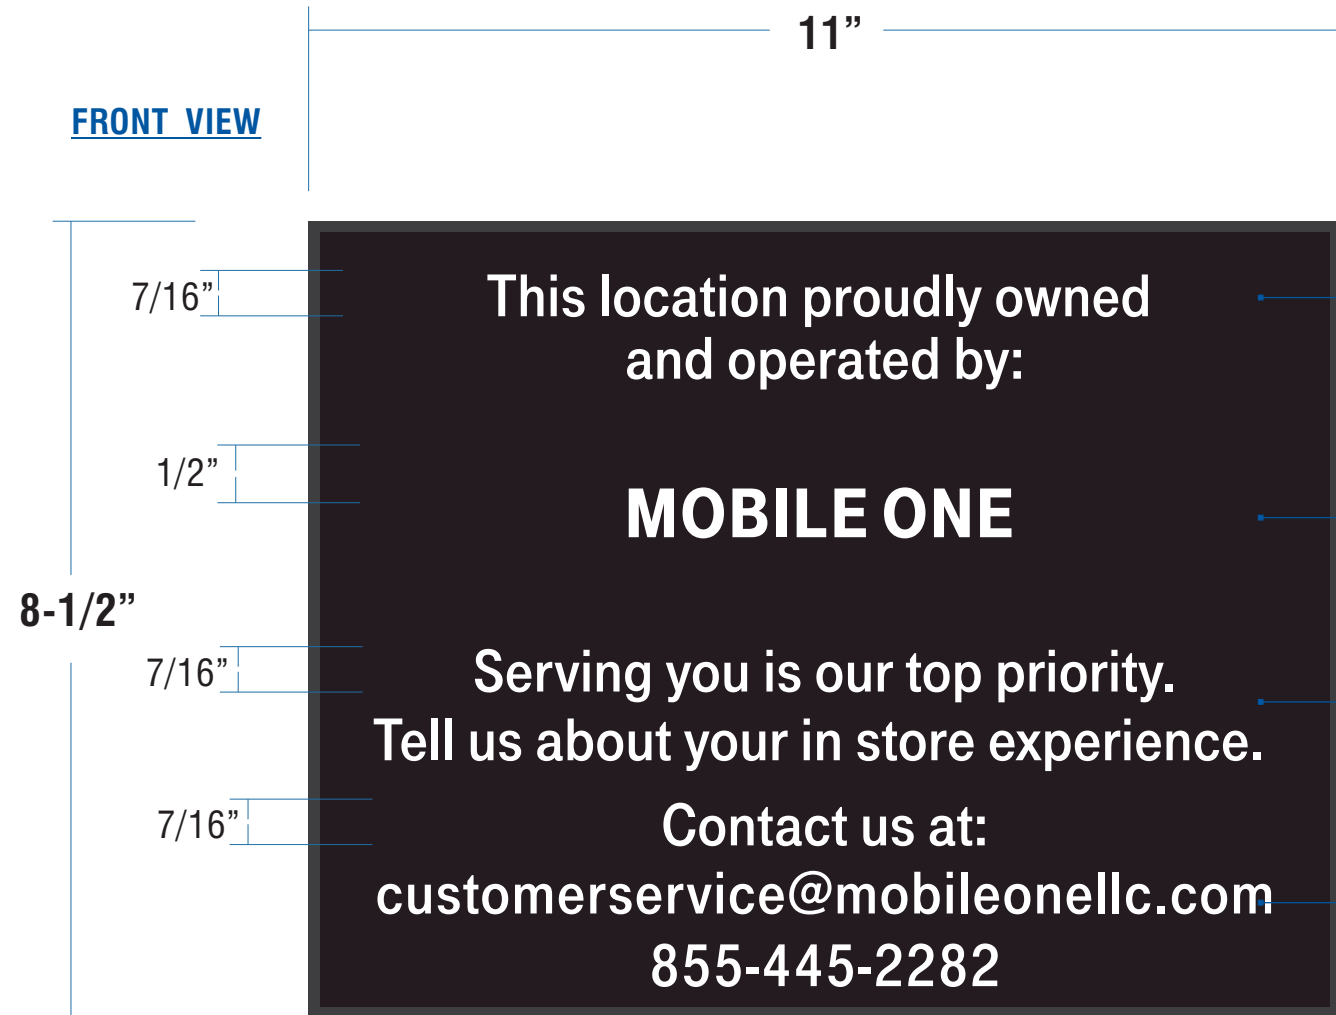 11”
FRONT VIEW
7/16”
This location proudly owned
and operated by:
1/2”
MOBILE ONE
8-1/2”
7/16”
Serving you is our top priority.
Tell us about your in store experience.
7/16”
Contact us at:
customerservice@mobileonellc.com
855-445-2282